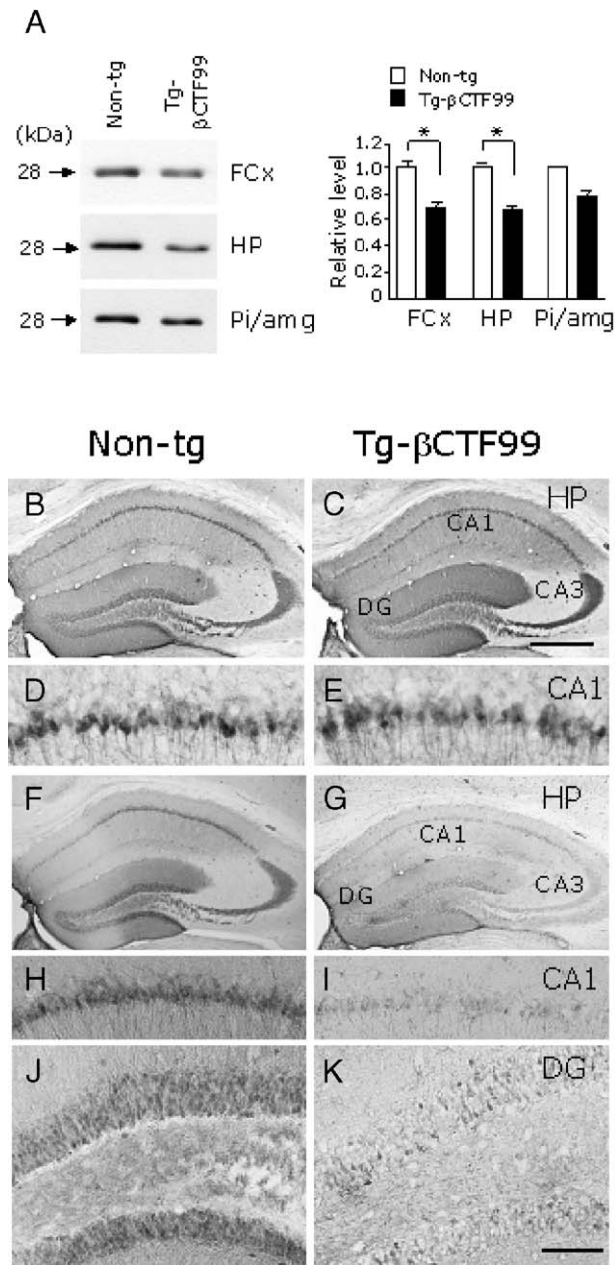 A
Non-tg
Tg-
βCTF99
(kDa)
28
FCx
28
HP
28
Pi/amg
Non-tg
Tg-βCTF99
Relative level
1.2
1.0
0.8
0.6
0.4
0.2
0
*
*
FCx
HP
Pi/amg
Non-tg
Tg-βCTF99
B
C
HP
CA1
CA3
DG
D
E
CA1
F
G
HP
CA1
CA3
DG
H
I
CA1
J
K
DG